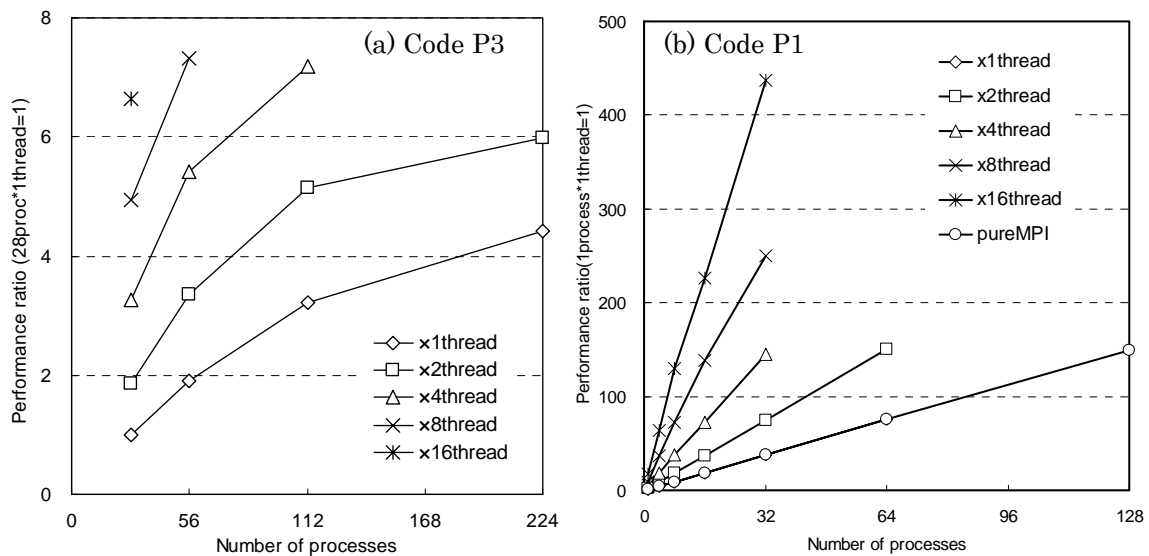 (a) Code P3
Performance ratio (28proc*1thread=1)
8
6
4
2
0
0 56 112 168 224
Number of processes
×1thread
×2thread
×4thread
×8thread
×16thread
(b) Code P1
Performance ratio(1process*1thread=1)
500
400
300
200
100
0
0 32 64 96 128
Number of processes
x1thread
x2thread
x4thread
x8thread
x16thread
pureMPI